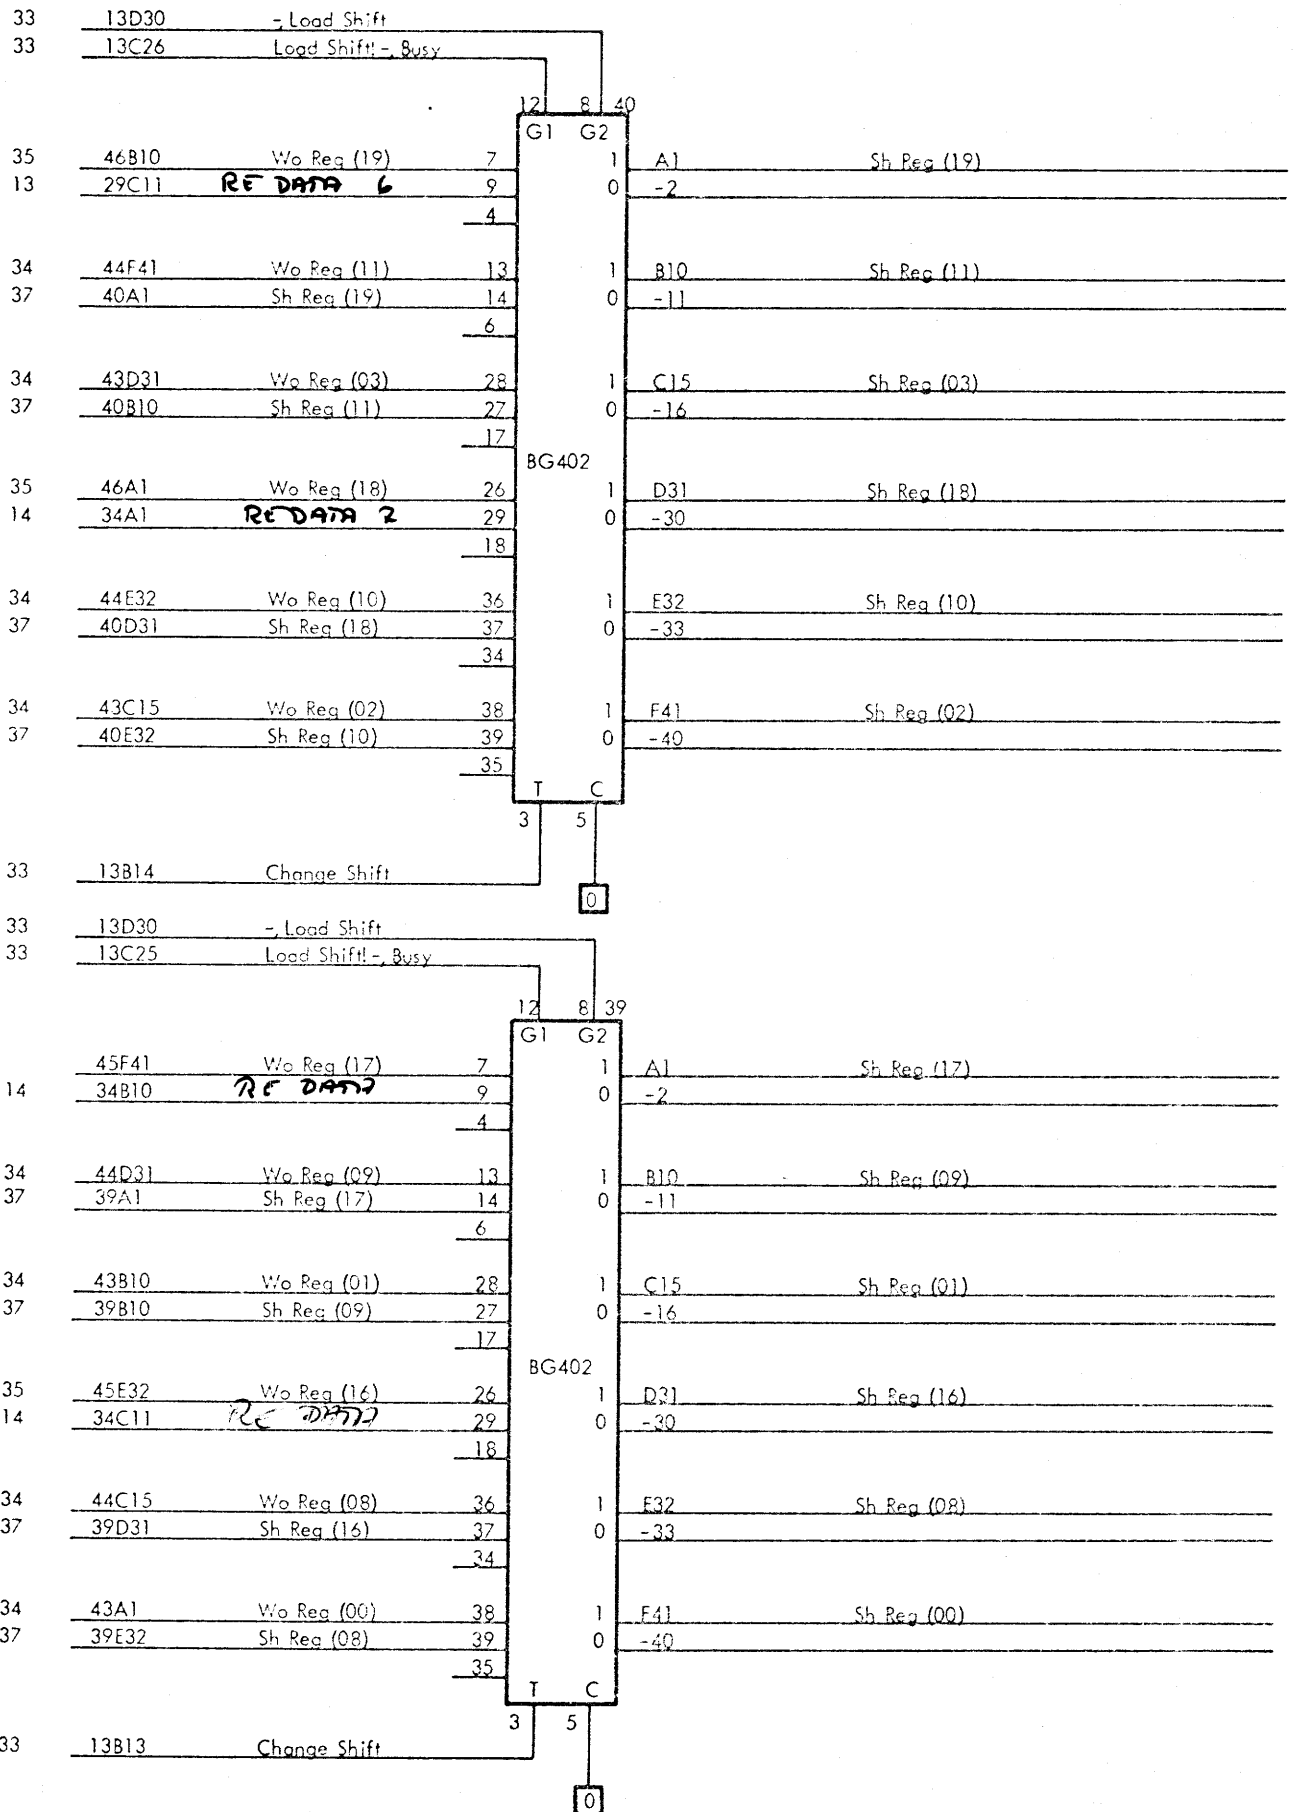 33 13D30 ¬, Load Shift
33 13C26 Load Shift! ¬, Busy
12 8 40
G1 G2
35 46B10 Wo Reg (19) 7 1 A1 Sh Reg (19)
13 29C11 RE DATA 6 9 0 -2
4
34 44F41 Wo Reg (11) 13 1 B10 Sh Reg (11)
37 40A1 Sh Reg (19) 14 0 -11
6
34 43D31 Wo Reg (03) 28 1 C15 Sh Reg (03)
37 40B10 Sh Reg (11) 27 0 -16
17
BG402
35 46A1 Wo Reg (18) 26 1 D31 Sh Reg (18)
14 34A1 RE DATA 29 0 -30
18
34 44E32 Wo Reg (10) 36 1 E32 Sh Reg (10)
37 40D31 Sh Reg (18) 37 0 -33
34
34 43C15 Wo Reg (02) 38 1 F41 Sh Reg (02)
37 40E32 Sh Reg (10) 39 0 -40
35
T C
3 5
33 13B14 Change Shift
0
33 13D30 ¬, Load Shift
33 13C25 Load Shift! ¬, Busy
12 8 39
G1 G2
45F41 Wo Reg (17) 7 1 A1 Sh Reg (17)
14 34B10 RE DATA 9 0 -2
4
34 44D31 Wo Reg (09) 13 1 B10 Sh Reg (09)
37 39A1 Sh Reg (17) 14 0 -11
6
34 43B10 Wo Reg (01) 28 1 C15 Sh Reg (01)
37 39B10 Sh Reg (09) 27 0 -16
17
BG402
35 45E32 Wo Reg (16) 26 1 D31 Sh Reg (16)
14 34C11 RE DATA 29 0 -30
18
34 44C15 Wo Reg (08) 36 1 E32 Sh Reg (08)
37 39D31 Sh Reg (16) 37 0 -33
34
34 43A1 Wo Reg (00) 38 1 F41 Sh Reg (00)
37 39E32 Sh Reg (08) 39 0 -40
35
T C
3 5
33 13B13 Change Shift
0